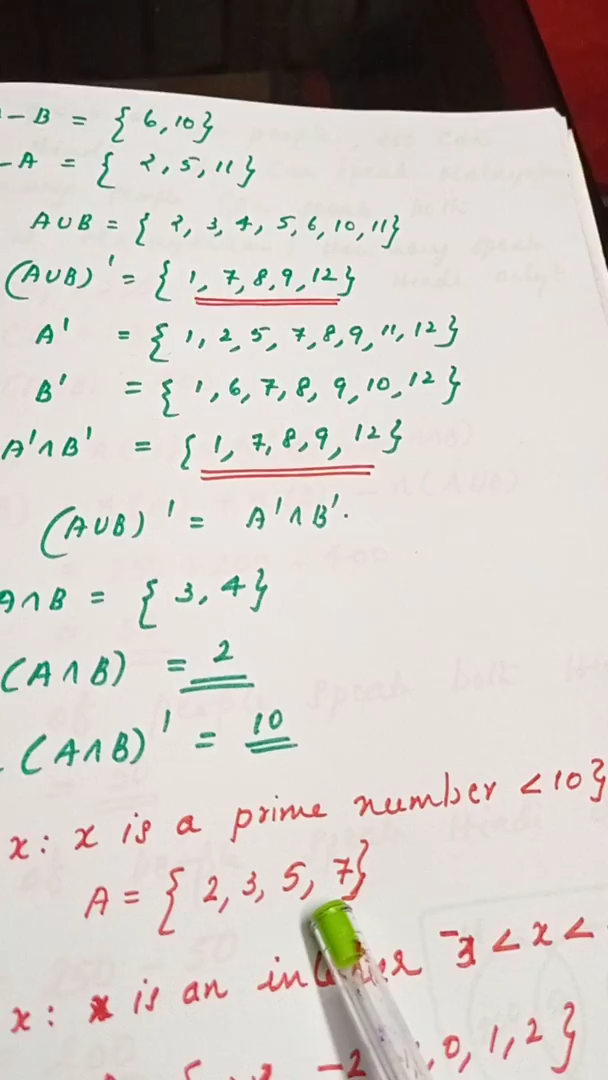 - B = { 6, 10 }
- A = { 2, 5, 11 }
A∪B = { 2, 3, 4, 5, 6, 10, 11 }
(A∪B)' = { 1, 7, 8, 9, 12 }
A' = { 1, 2, 5, 7, 8, 9, 11, 12 }
B' = { 1, 6, 7, 8, 9, 10, 12 }
A'∩B' = { 1, 7, 8, 9, 12 }
(A∪B)' = A'∩B'.
A∩B = { 3, 4 }
(A∩B) = 2
(A∩B)' = 10
x : x is a prime number < 10 }
A = { 2, 3, 5, 7 }
x : x is an < x <
-2 0, 1, 2 }